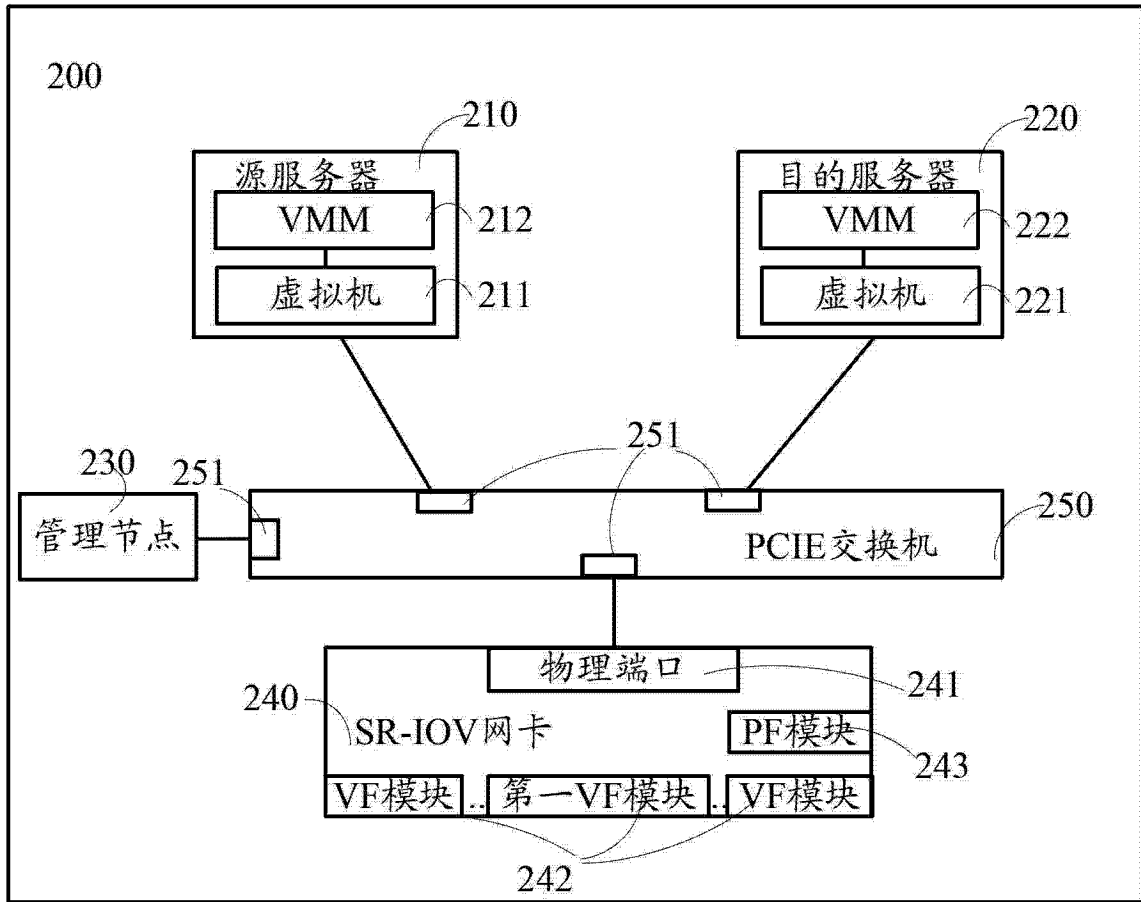 200
210
220
源服务器
目的服务器
VMM
212
VMM
222
虚拟机
211
虚拟机
221
251
230
251
管理节点
250
PCIE交换机
物理端口
241
240
SR-IOV网卡
PF模块
243
VF模块
..
第一VF模块
..
VF模块
242